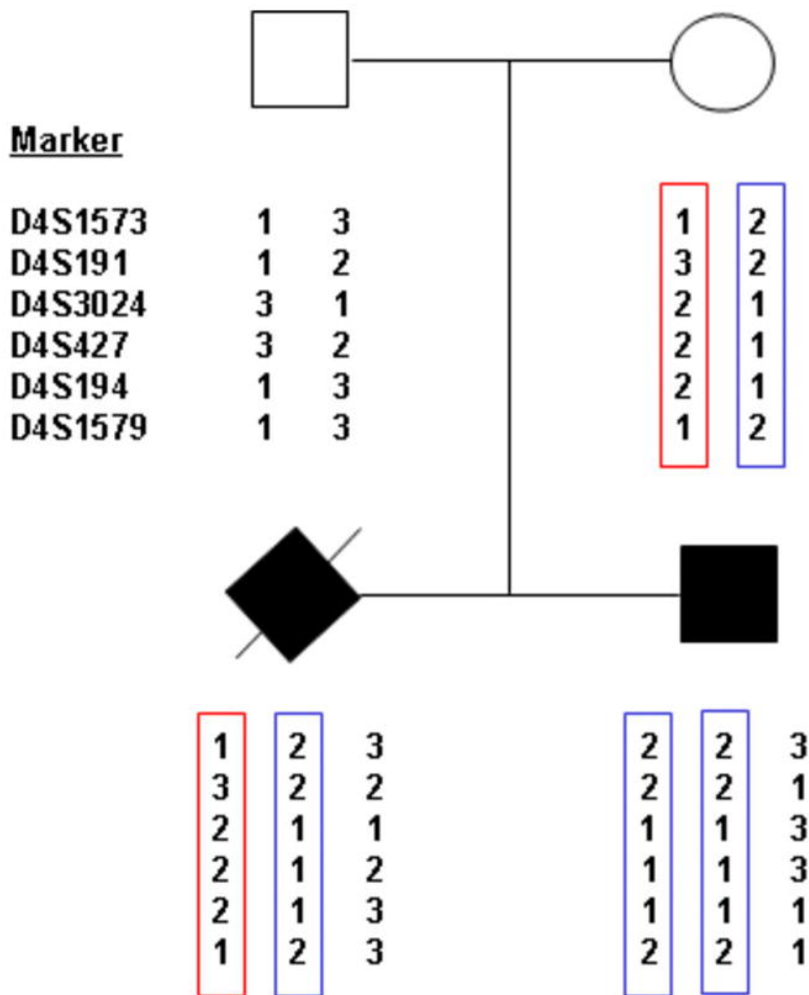 Marker
D4S1573 1 3 1 2
D4S191 1 2 3 2
D4S3024 3 1 2 1
D4S427 3 2 2 1
D4S194 1 3 2 1
D4S1579 1 3 1 2
1 2 3 2 2 3
3 2 2 2 2 1
2 1 1 1 1 3
2 1 2 1 1 3
2 1 3 1 1 1
1 2 3 2 2 1